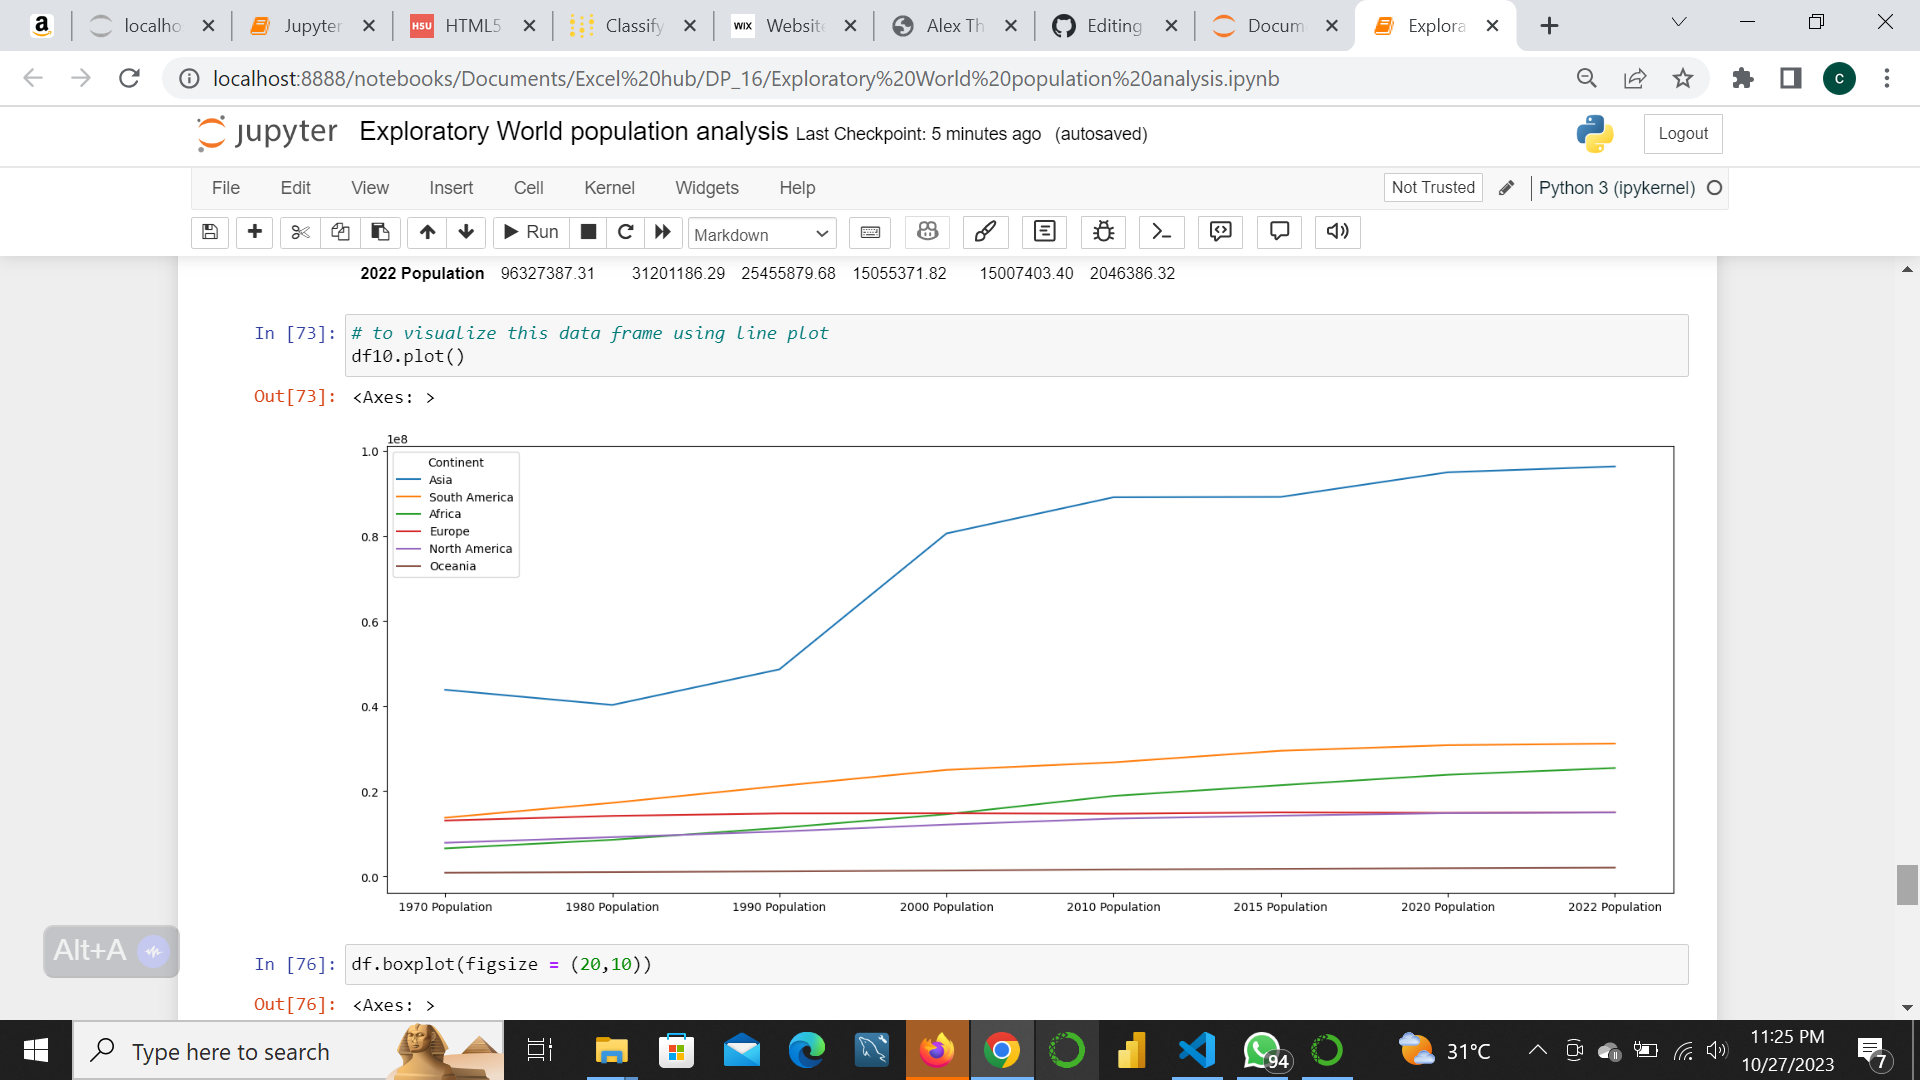 a localho Jupyter H5U HTML5 Classify WIX Website Alex Th Editing Docum Explora
localhost:8888/notebooks/Documents/Excel%20hub/DP_16/Exploratory%20World%20population%20analysis.ipynb c
jupyter Exploratory World population analysis Last Checkpoint: 5 minutes ago (autosaved) Logout
File Edit View Insert Cell Kernel Widgets Help Not Trusted Python 3 (ipykernel)
Run Markdown
2022 Population 96327387.31 31201186.29 25455879.68 15055371.82 15007403.40 2046386.32
In [73]: # to visualize this data frame using line plot
df10.plot()
Out[73]: <Axes: >
1e8
1.0
Continent
Asia
South America
Africa
Europe
North America
Oceania
0.8
0.6
0.4
0.2
0.0
1970 Population 1980 Population 1990 Population 2000 Population 2010 Population 2015 Population 2020 Population 2022 Population
Alt+A
In [76]: df.boxplot(figsize = (20,10))
Out[76]: <Axes: >
Type here to search 94 31°C 11:25 PM
10/27/2023 7